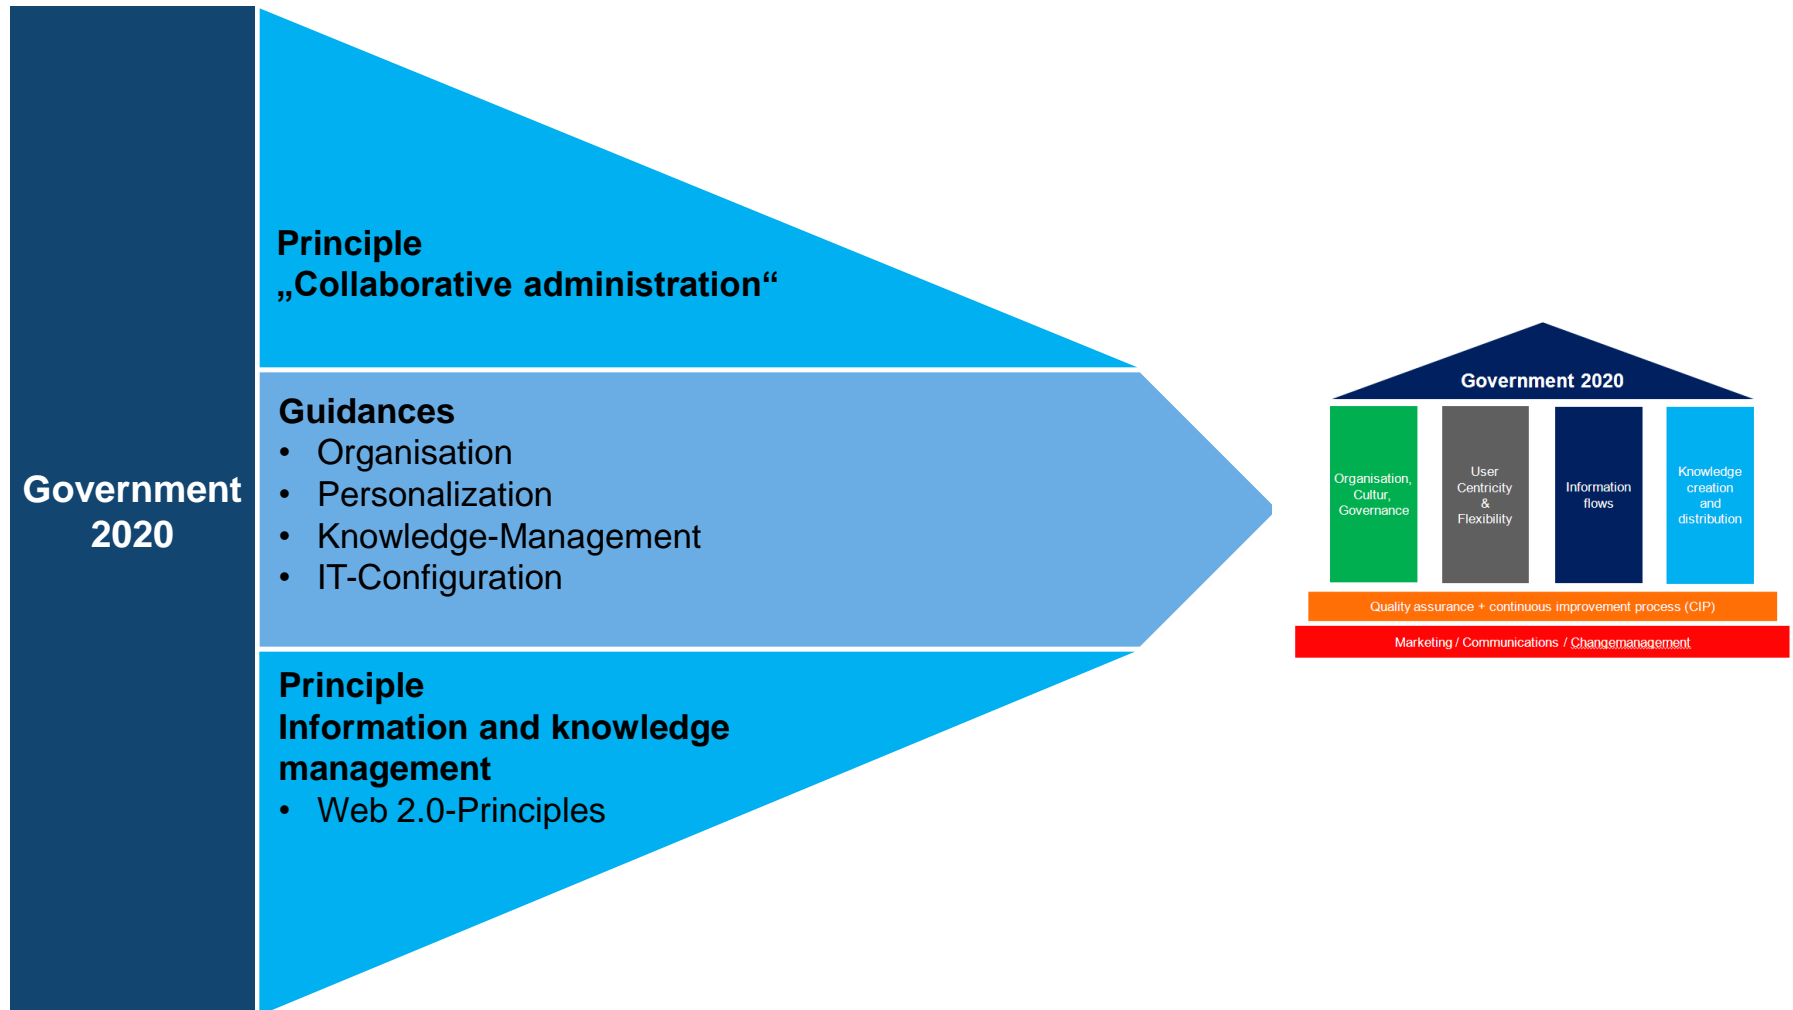 Government
2020
Principle
„Collaborative administration“
Guidances
• Organisation
• Personalization
• Knowledge-Management
• IT-Configuration
Principle
Information and knowledge
management
• Web 2.0-Principles
Government 2020
Organisation,
Cultur,
Governance
User
Centricity
&
Flexibility
Information
flows
Knowledge
creation
and
distribution
Quality assurance + continuous improvement process (CIP)
Marketing / Communications / Changemanagement